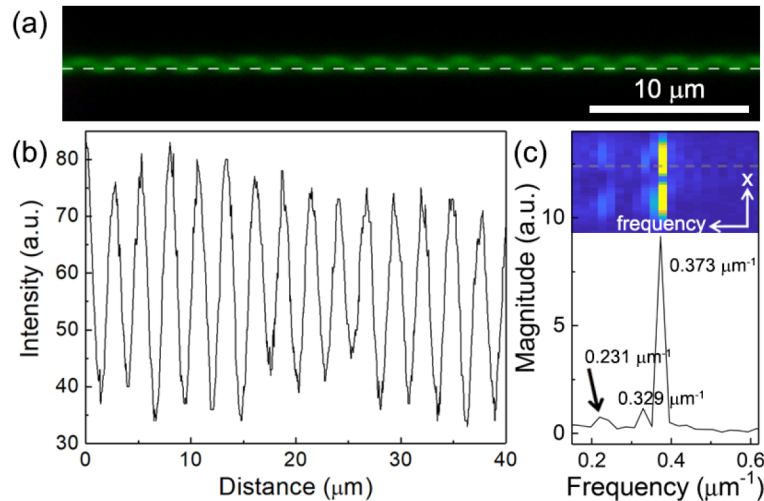 (a)
10 μm
(b)
Intensity (a.u.)
80
70
60
50
40
30
0
10
20
30
40
Distance (μm)
(c)
x
frequency
Magnitude (a.u.)
10
5
0
0.373 μm⁻¹
0.231 μm⁻¹
0.329 μm⁻¹
0.2
0.4
0.6
Frequency (μm⁻¹)